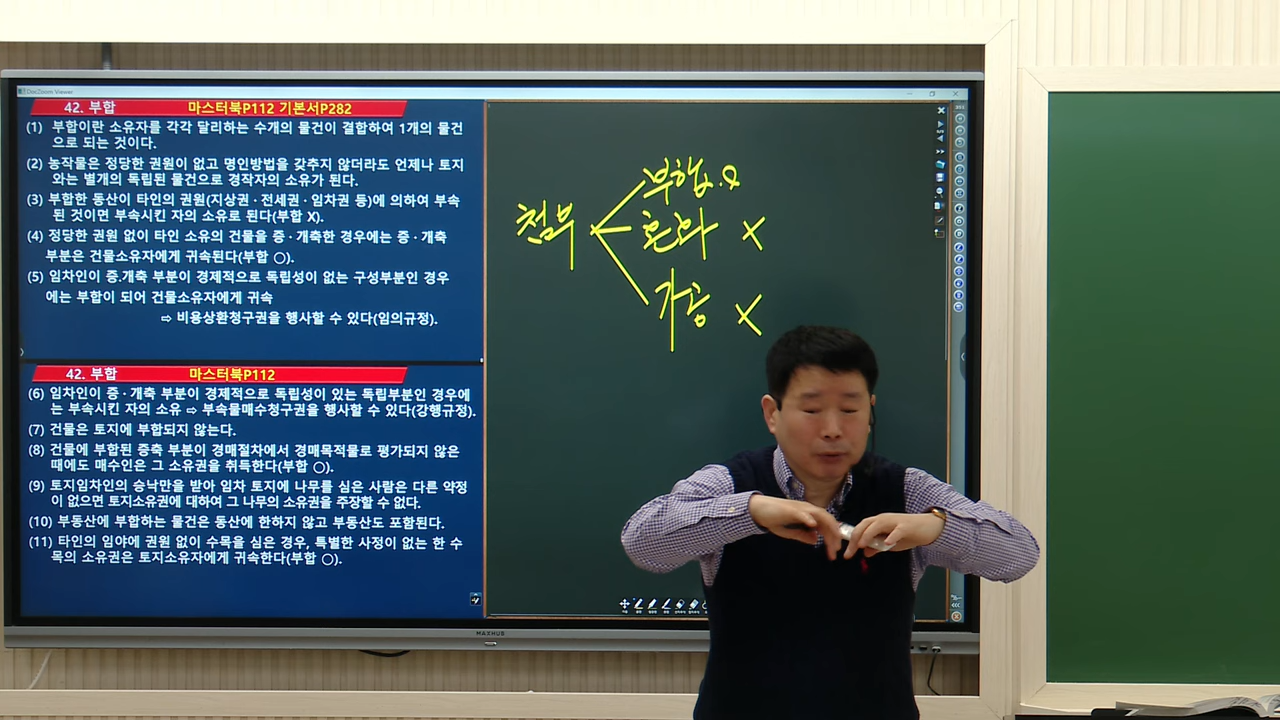 DocZoom Viewer
42. 부합 마스터북P112 기본서P282
(1) 부합이란 소유자를 각각 달리하는 수개의 물건이 결합하여 1개의 물건
으로 되는 것이다.
(2) 농작물은 정당한 권원이 없고 명인방법을 갖추지 않더라도 언제나 토지
와는 별개의 독립된 물건으로 경작자의 소유가 된다.
(3) 부합한 동산이 타인의 권원(지상권·전세권·임차권 등)에 의하여 부속
된 것이면 부속시킨 자의 소유로 된다(부합 X).
(4) 정당한 권원 없이 타인 소유의 건물을 증·개축한 경우에는 증·개축
부분은 건물소유자에게 귀속된다(부합 ○).
(5) 임차인이 증.개축 부분이 경제적으로 독립성이 없는 구성부분인 경우
에는 부합이 되어 건물소유자에게 귀속
⇨ 비용상환청구권을 행사할 수 있다(임의규정).
42. 부합 마스터북P112
(6) 임차인이 증·개축 부분이 경제적으로 독립성이 있는 독립부분인 경우에
는 부속시킨 자의 소유 ⇨ 부속물매수청구권을 행사할 수 있다(강행규정).
(7) 건물은 토지에 부합되지 않는다.
(8) 건물에 부합된 증축 부분이 경매절차에서 경매목적물로 평가되지 않은
때에도 매수인은 그 소유권을 취득한다(부합 ○).
(9) 토지임차인의 승낙만을 받아 임차 토지에 나무를 심은 사람은 다른 약정
이 없으면 토지소유권에 대하여 그 나무의 소유권을 주장할 수 없다.
(10) 부동산에 부합하는 물건은 동산에 한하지 않고 부동산도 포함된다.
(11) 타인의 임야에 권원 없이 수목을 심은 경우, 특별한 사정이 없는 한 수
목의 소유권은 토지소유자에게 귀속한다(부합 ○).
부합.
첨부 혼화 X
가공 X
MAXHUB